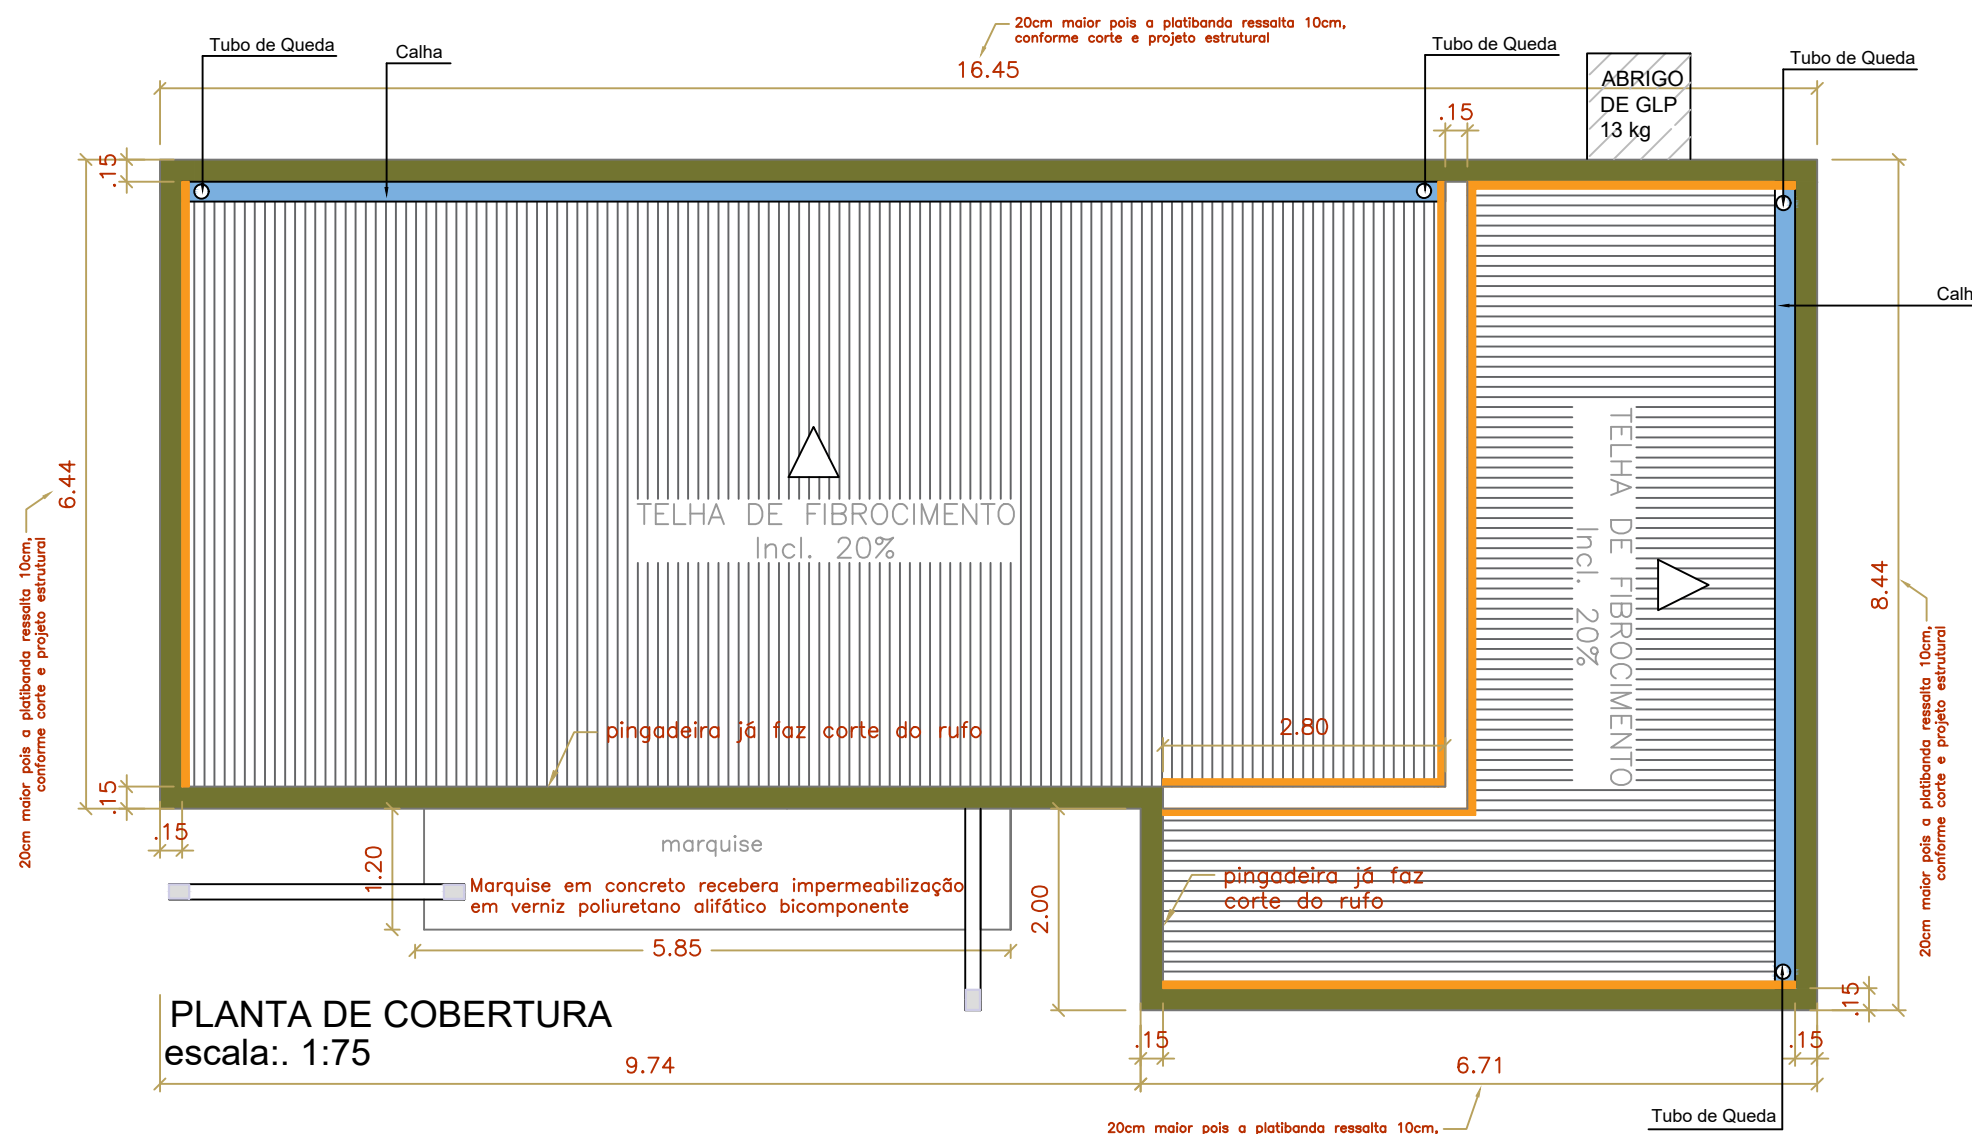 20cm maior pois a platibanda ressalta 10cm,
conforme corte e projeto estrutural
Tubo de Queda
Calha
16.45
Tubo de Queda
Tubo de Queda
ABRIGO
DE GLP
13 kg
.15
.15
Calh
6.44
20cm maior pois a platibanda ressalta 10cm,
conforme corte e projeto estrutural
TELHA DE FIBROCIMENTO
Incl. 20%
TELHA DE FIBROCIMENTO
Incl. 20%
8.44
20cm maior pois a platibanda ressalta 10cm,
conforme corte e projeto estrutural
pingadeira já faz corte do rufo
2.80
.15
.15
1.20
marquise
Marquise em concreto recebera impermeabilização
em verniz poliuretano alifático bicomponente
5.85
2.00
pingadeira já faz
corte do rufo
.15
.15
.15
PLANTA DE COBERTURA
escala:. 1:75
9.74
6.71
Tubo de Queda
20cm maior pois a platibanda ressalta 10cm,